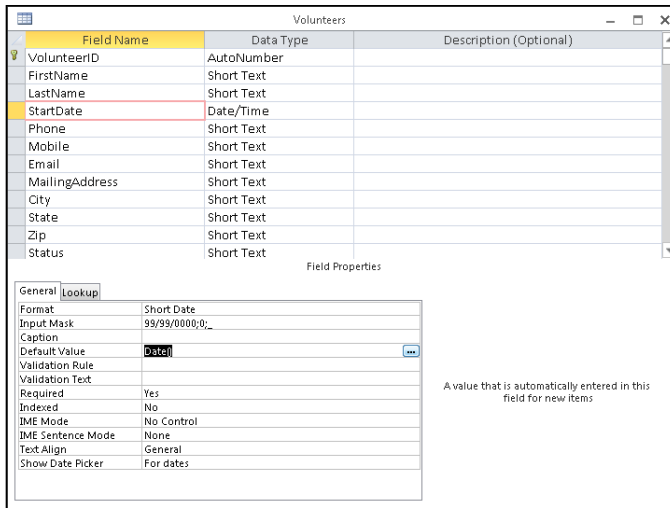 Volunteers
Field Name Data Type Description (Optional)
VolunteerID AutoNumber
FirstName Short Text
LastName Short Text
StartDate Date/Time
Phone Short Text
Mobile Short Text
Email Short Text
MailingAddress Short Text
City Short Text
State Short Text
Zip Short Text
Status Short Text
Field Properties
General Lookup
Format Short Date
Input Mask 99/99/0000;0;_
Caption
Default Value Date()
Validation Rule
Validation Text
Required Yes
Indexed No
IME Mode No Control
IME Sentence Mode None
Text Align General
Show Date Picker For dates
A value that is automatically entered in this
field for new items